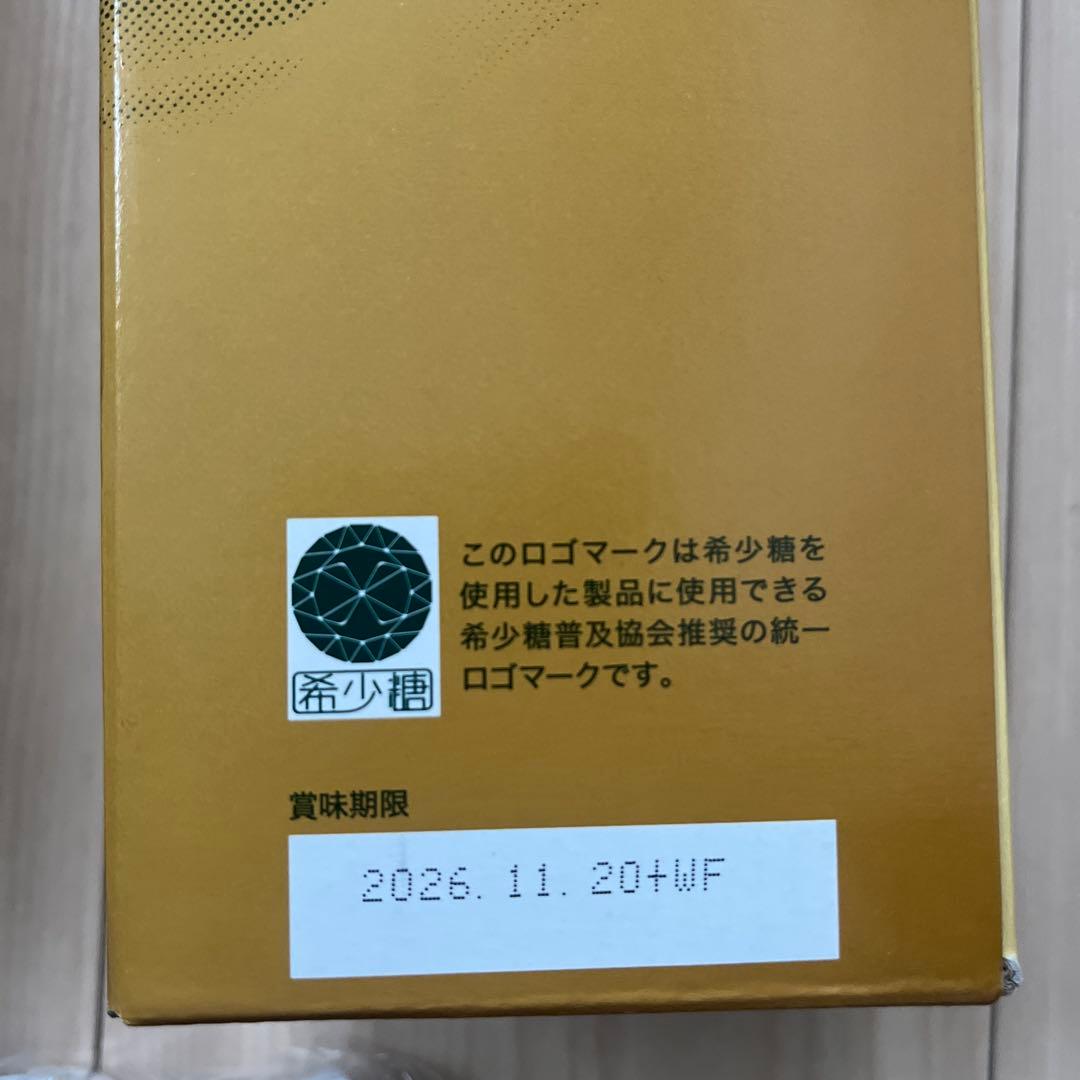 希少糖
このロゴマークは希少糖を
使用した製品に使用できる
希少糖普及協会推奨の統一
ロゴマークです。
賞味期限
2026.11.20+WF